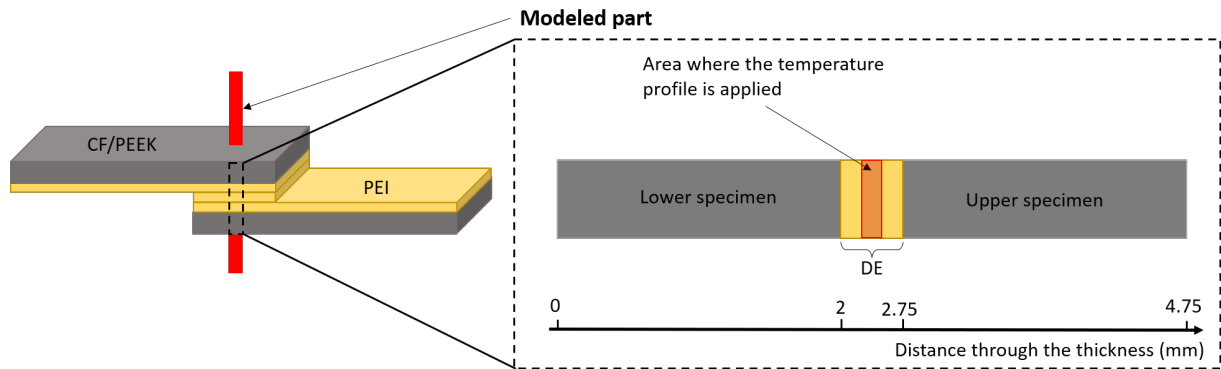 Modeled part
CF/PEEK
PEI
Area where the temperature
profile is applied
Lower specimen
Upper specimen
DE
0
2
2.75
4.75
Distance through the thickness (mm)